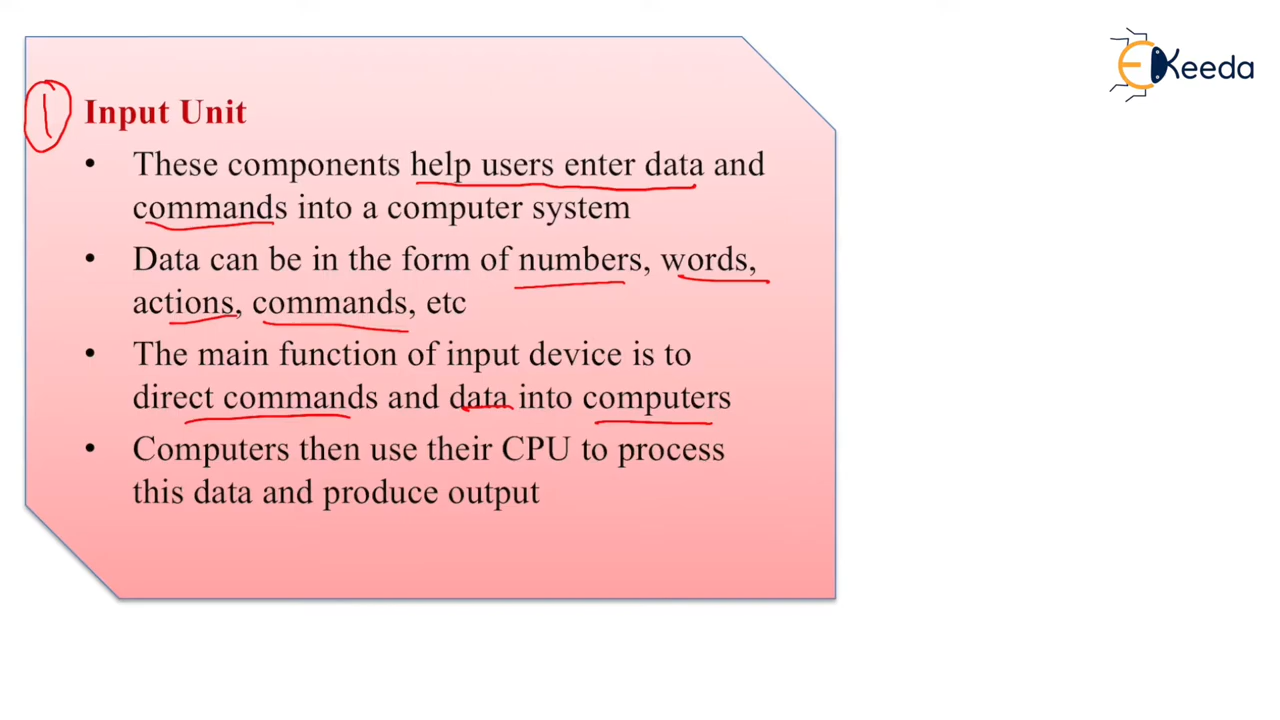 EKeeda
1 Input Unit
• These components help users enter data and
commands into a computer system
• Data can be in the form of numbers, words,
actions, commands, etc
• The main function of input device is to
direct commands and data into computers
• Computers then use their CPU to process
this data and produce output